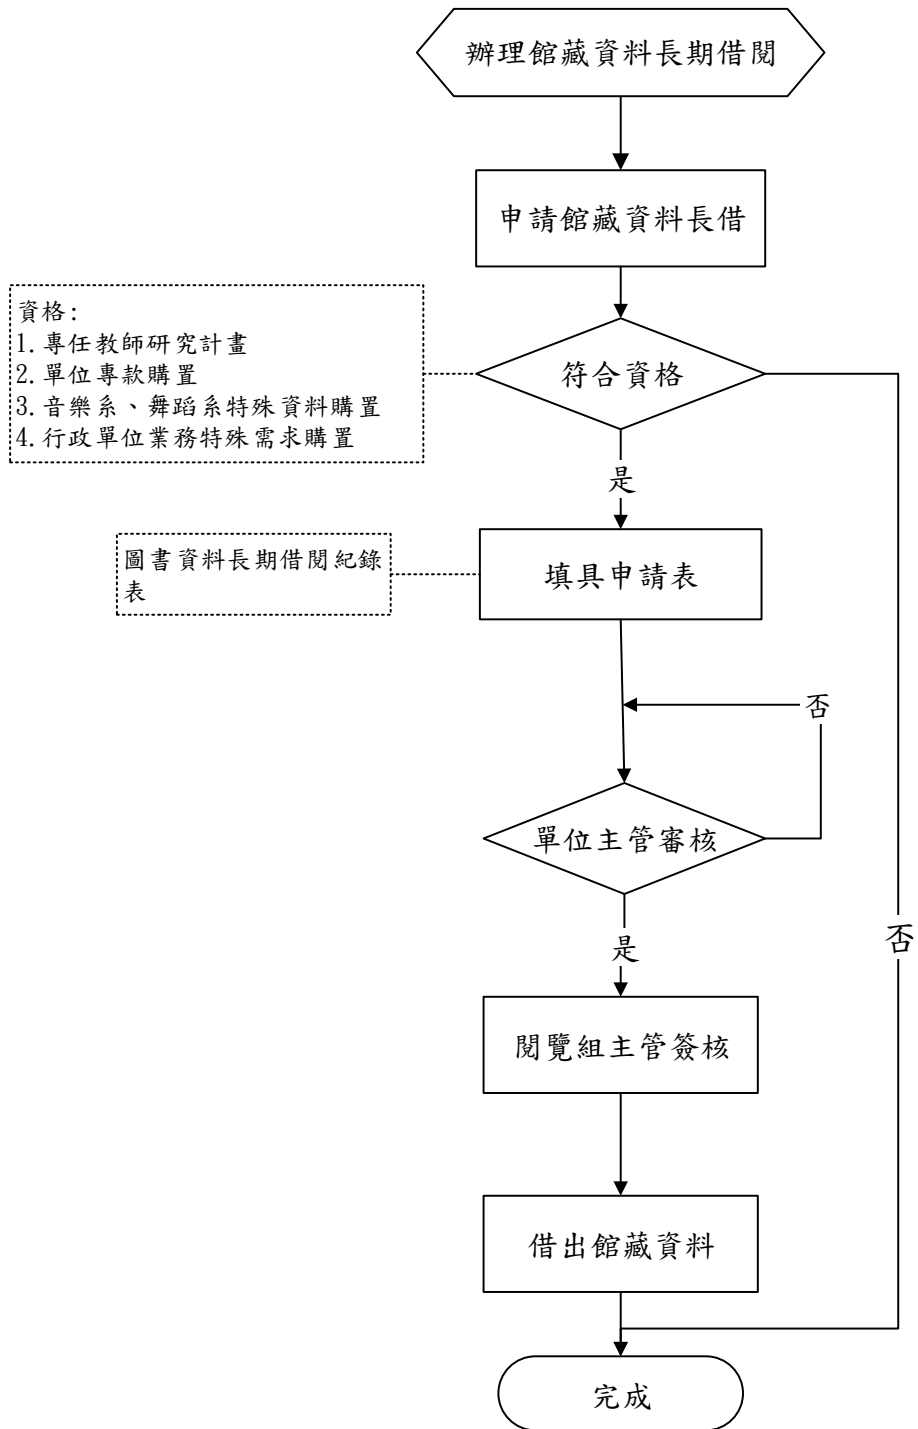 辦理館藏資料長期借閱
申請館藏資料長借
資格:
1.專任教師研究計畫
2.單位專款購置
3.音樂系、舞蹈系特殊資料購置
4.行政單位業務特殊需求購置
符合資格
是
圖書資料長期借閱紀錄
表
填具申請表
否
單位主管審核
否
是
閱覽組主管簽核
借出館藏資料
完成